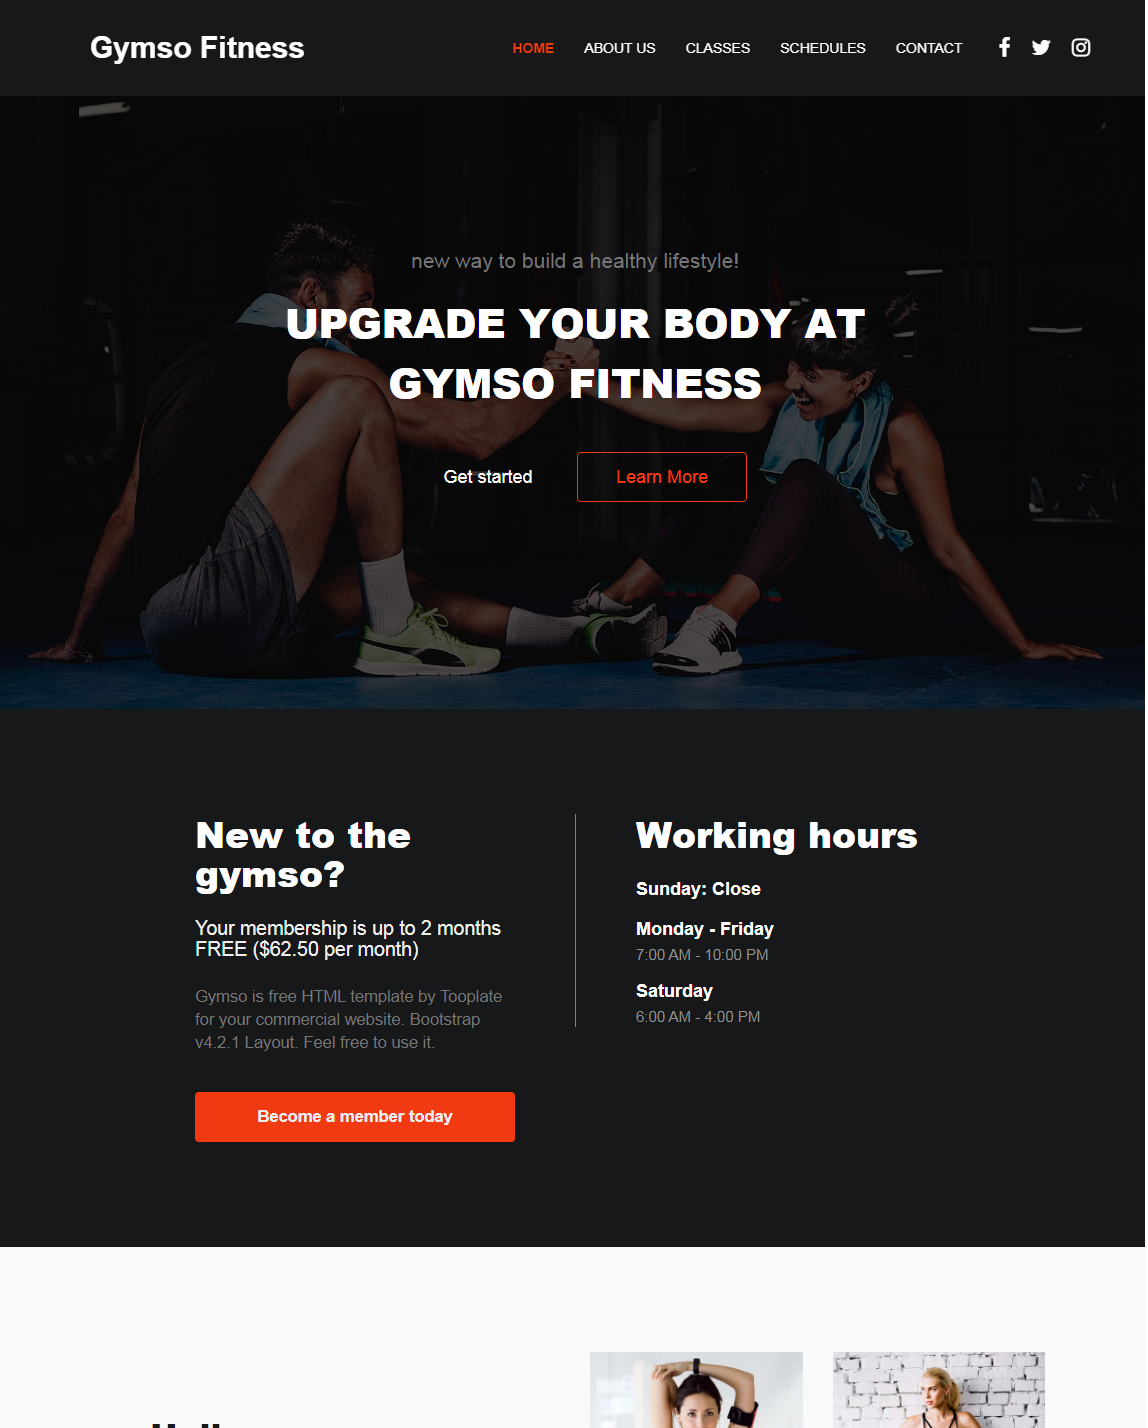 Gymso Fitness
HOME
ABOUT US
CLASSES
SCHEDULES
CONTACT
new way to build a healthy lifestyle!
UPGRADE YOUR BODY AT
GYMSO FITNESS
Get started
Learn More
New to the
gymso?
Your membership is up to 2 months
FREE ($62.50 per month)
Gymso is free HTML template by Tooplate
for your commercial website. Bootstrap
v4.2.1 Layout. Feel free to use it.
Become a member today
Working hours
Sunday: Close
Monday - Friday
7:00 AM - 10:00 PM
Saturday
6:00 AM - 4:00 PM